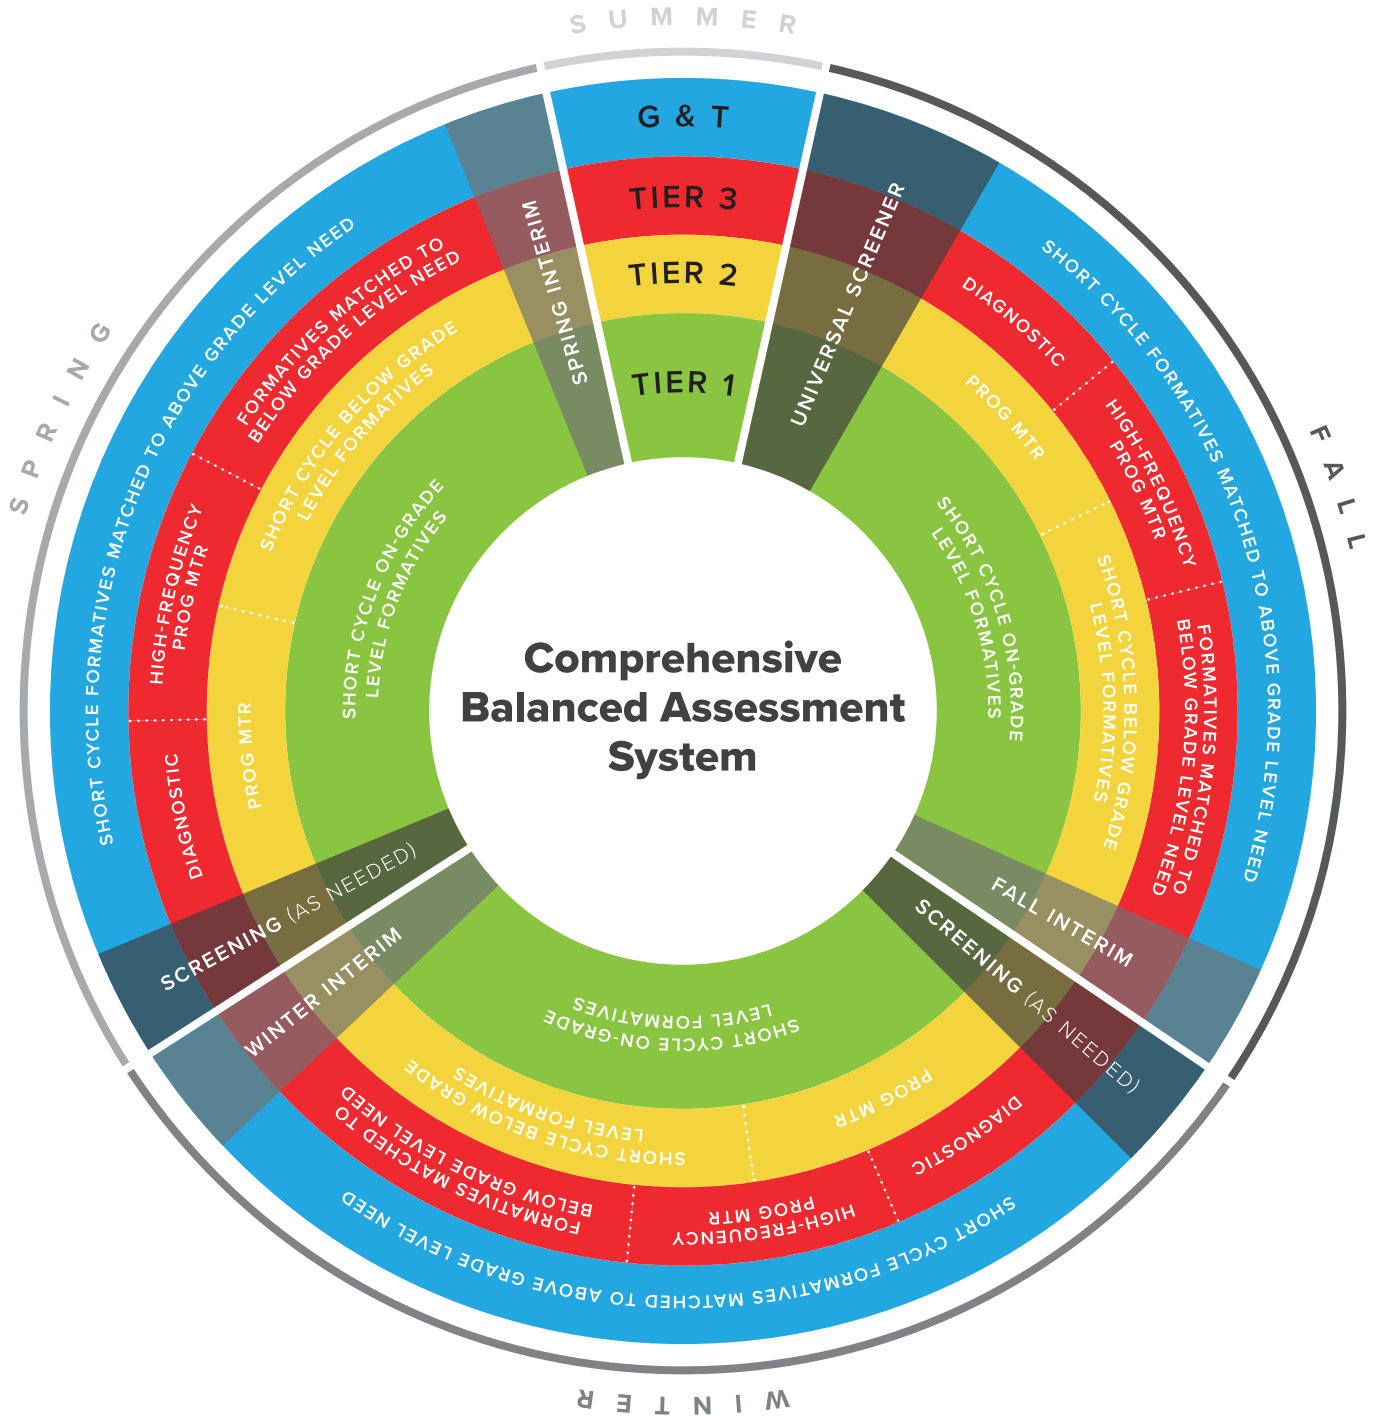 SUMMER
G & T
TIER 3
TIER 2
TIER 1
FALL
UNIVERSAL SCREENER
SHORT CYCLE FORMATIVES MATCHED TO ABOVE GRADE LEVEL NEED
DIAGNOSTIC
HIGH-FREQUENCY
PROG MTR
FORMATIVES MATCHED TO
BELOW GRADE LEVEL NEED
PROG MTR
SHORT CYCLE BELOW GRADE
LEVEL FORMATIVES
SHORT CYCLE ON-GRADE
LEVEL FORMATIVES
FALL INTERIM
WINTER
SCREENING (AS NEEDED)
SHORT CYCLE FORMATIVES MATCHED TO ABOVE GRADE LEVEL NEED
DIAGNOSTIC
HIGH-FREQUENCY
PROG MTR
FORMATIVES MATCHED TO
BELOW GRADE LEVEL NEED
PROG MTR
SHORT CYCLE BELOW GRADE
LEVEL FORMATIVES
SHORT CYCLE ON-GRADE
LEVEL FORMATIVES
WINTER INTERIM
SPRING
SCREENING (AS NEEDED)
SHORT CYCLE FORMATIVES MATCHED TO ABOVE GRADE LEVEL NEED
DIAGNOSTIC
HIGH-FREQUENCY
PROG MTR
FORMATIVES MATCHED TO
BELOW GRADE LEVEL NEED
PROG MTR
SHORT CYCLE BELOW GRADE
LEVEL FORMATIVES
SHORT CYCLE ON-GRADE
LEVEL FORMATIVES
SPRING INTERIM
Comprehensive
Balanced Assessment
System